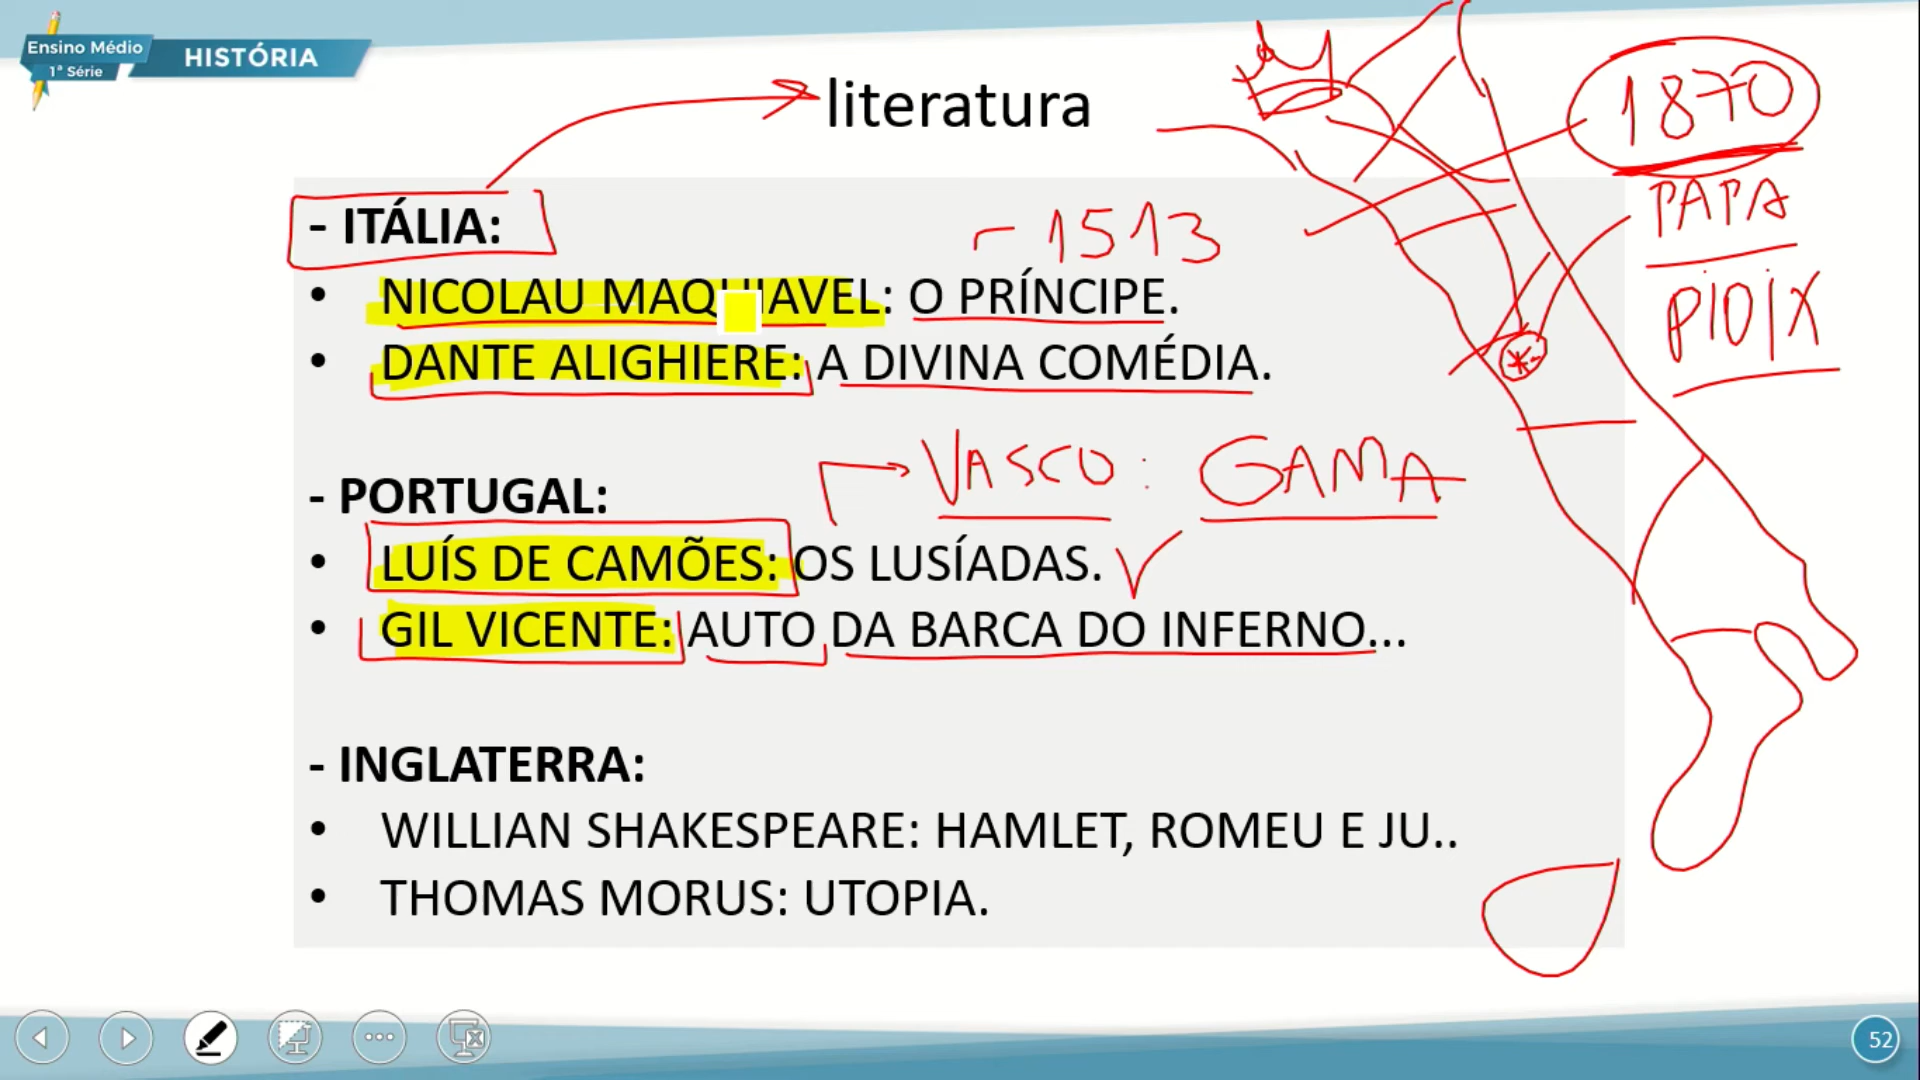 Ensino Médio
1ª Série
HISTÓRIA
literatura
1870
PAPA
PIO IX
- ITÁLIA:
- 1513
• NICOLAU MAQUIAVEL: O PRÍNCIPE.
• DANTE ALIGHIERE: A DIVINA COMÉDIA.
VASCO: GAMA
- PORTUGAL:
• LUÍS DE CAMÕES: OS LUSÍADAS.
• GIL VICENTE: AUTO DA BARCA DO INFERNO...
- INGLATERRA:
• WILLIAN SHAKESPEARE: HAMLET, ROMEU E JU..
• THOMAS MORUS: UTOPIA.
52